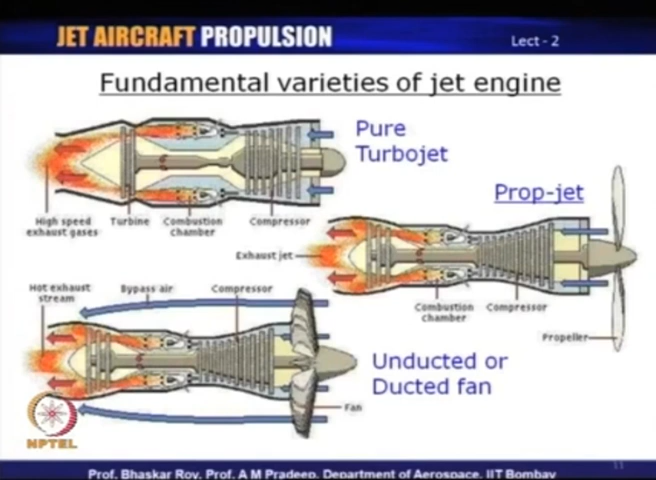 JET AIRCRAFT PROPULSION
Lect - 2
Fundamental varieties of jet engine
Pure
Turbojet
High speed
exhaust gases
Turbine
Combustion
chamber
Compressor
Prop-jet
Exhaust jet
Combustion
chamber
Compressor
Propeller
Hot exhaust
stream
Bypass air
Compressor
Unducted or
Ducted fan
Fan
NPTEL
11
Prof. Bhaskar Roy, Prof. A M Pradeep, Department of Aerospace, IIT Bombay